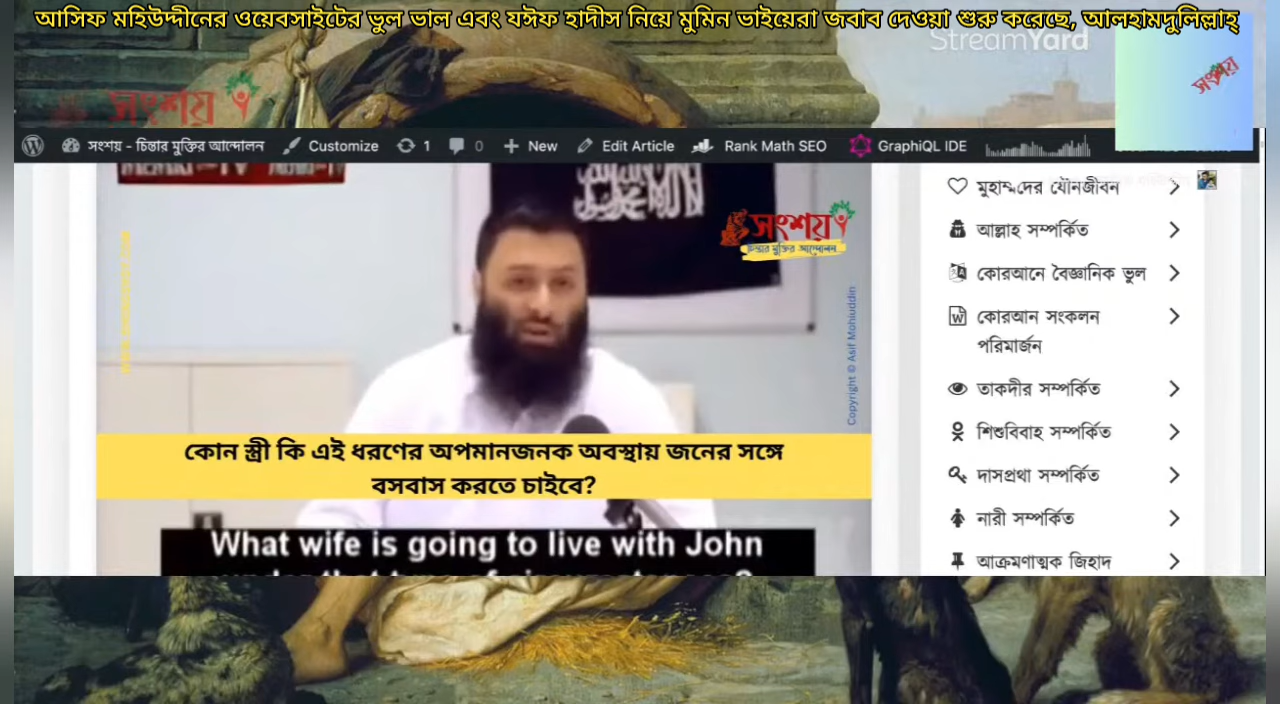 আসিফ মহিউদ্দীনের ওয়েবসাইটের ভুল ভাল এবং যঈফ হাদীস নিয়ে মুমিন ভাইয়েরা জবাব দেওয়া শুরু করেছে, আলহামদুলিল্লাহ্
StreamYard
সংশয়
সংশয়
সংশয় - চিন্তার মুক্তির আন্দোলন Customize 1 0 New Edit Article Rank Math SEO GraphiQL IDE
সংশয়
চিন্তার মুক্তির আন্দোলন
Copyright © Asif Mohiuddin
কোন স্ত্রী কি এই ধরণের অপমানজনক অবস্থায় জনের সঙ্গে
বসবাস করতে চাইবে?
What wife is going to live with John
মুহাম্মদের যৌনজীবন
আল্লাহ সম্পর্কিত
কোরআনে বৈজ্ঞানিক ভুল
কোরআন সংকলন
পরিমার্জন
তাকদীর সম্পর্কিত
শিশুবিবাহ সম্পর্কিত
দাসপ্রথা সম্পর্কিত
নারী সম্পর্কিত
আক্রমণাত্মক জিহাদ